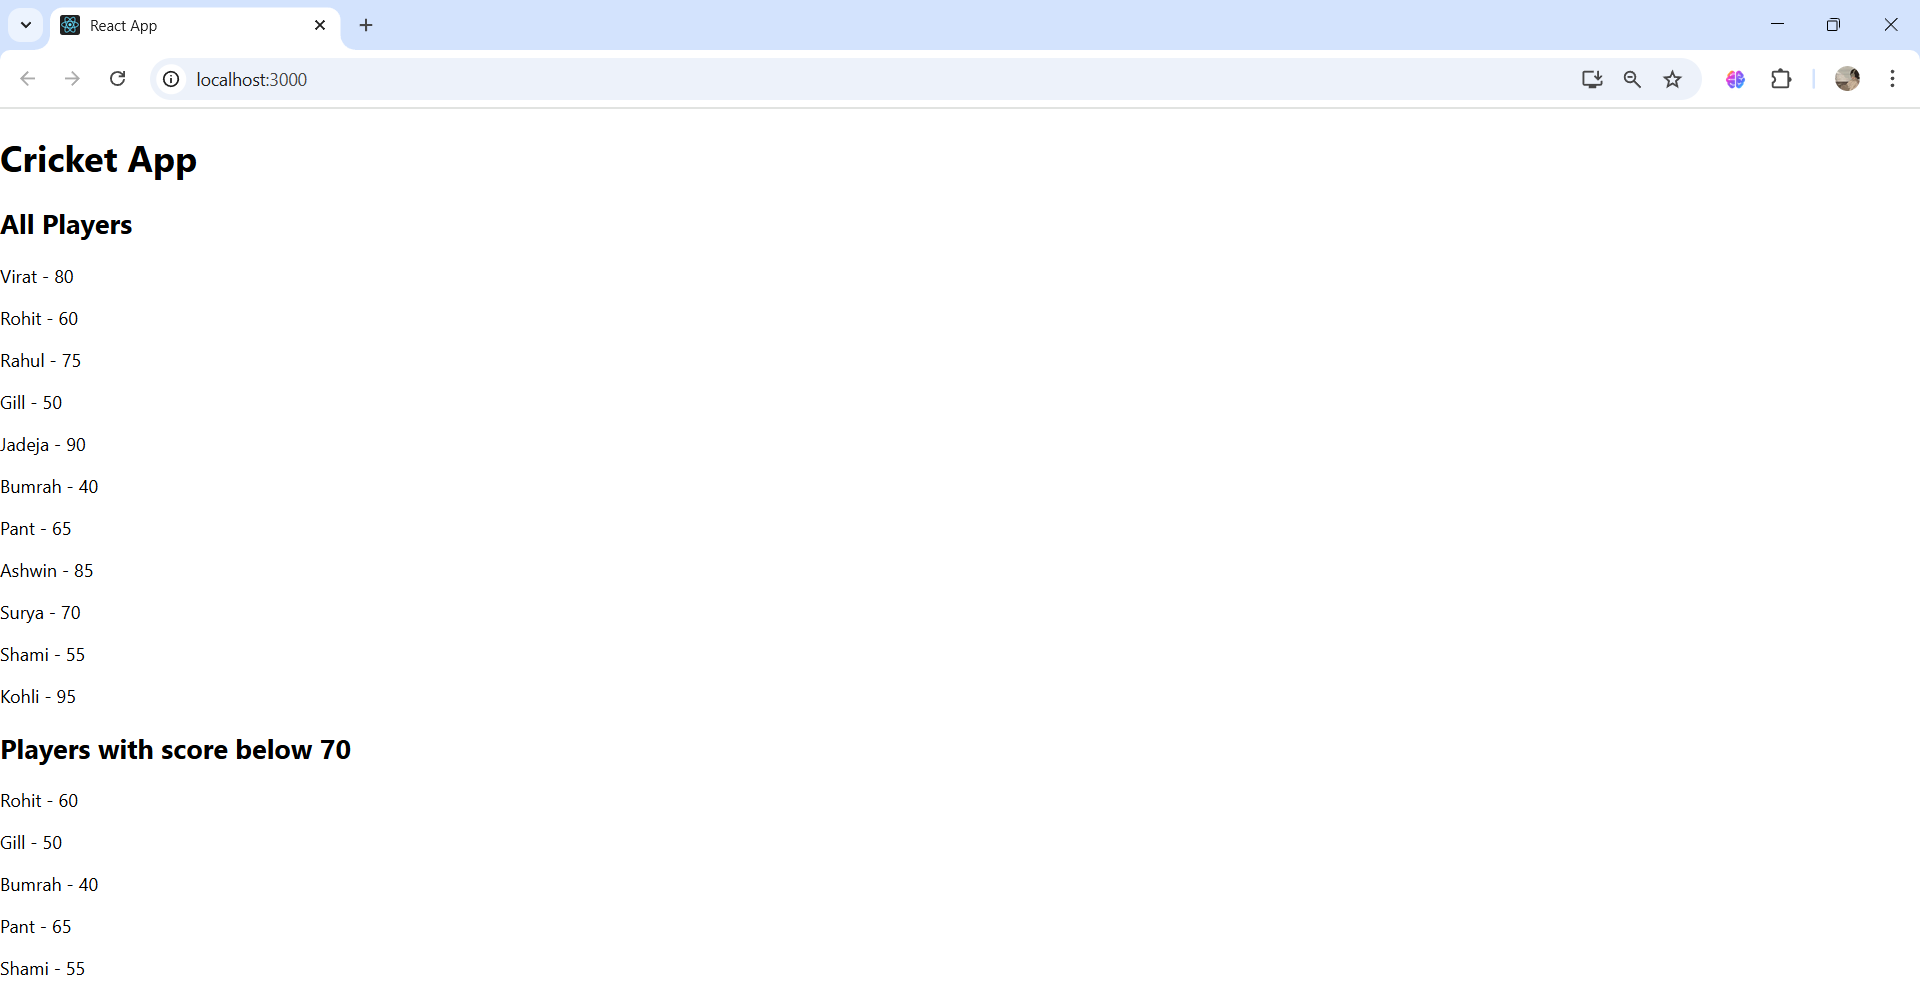 React App
localhost:3000
Cricket App
All Players
Virat - 80
Rohit - 60
Rahul - 75
Gill - 50
Jadeja - 90
Bumrah - 40
Pant - 65
Ashwin - 85
Surya - 70
Shami - 55
Kohli - 95
Players with score below 70
Rohit - 60
Gill - 50
Bumrah - 40
Pant - 65
Shami - 55